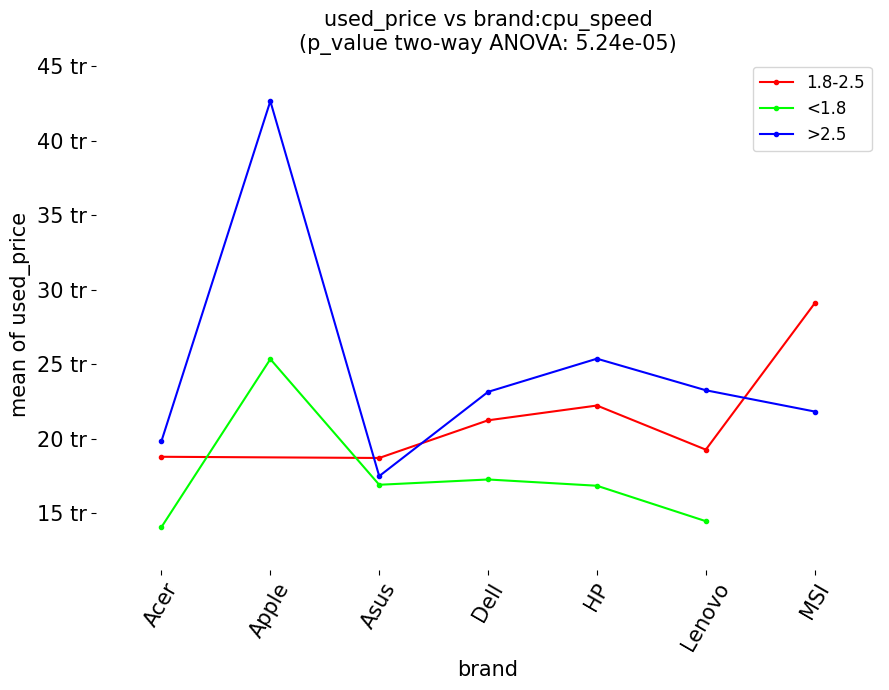 used_price vs brand:cpu_speed
(p_value two-way ANOVA: 5.24e-05)
45 tr
40 tr
35 tr
30 tr
25 tr
20 tr
15 tr
mean of used_price
1.8-2.5
<1.8
>2.5
Acer
Apple
Asus
Dell
HP
Lenovo
MSI
brand